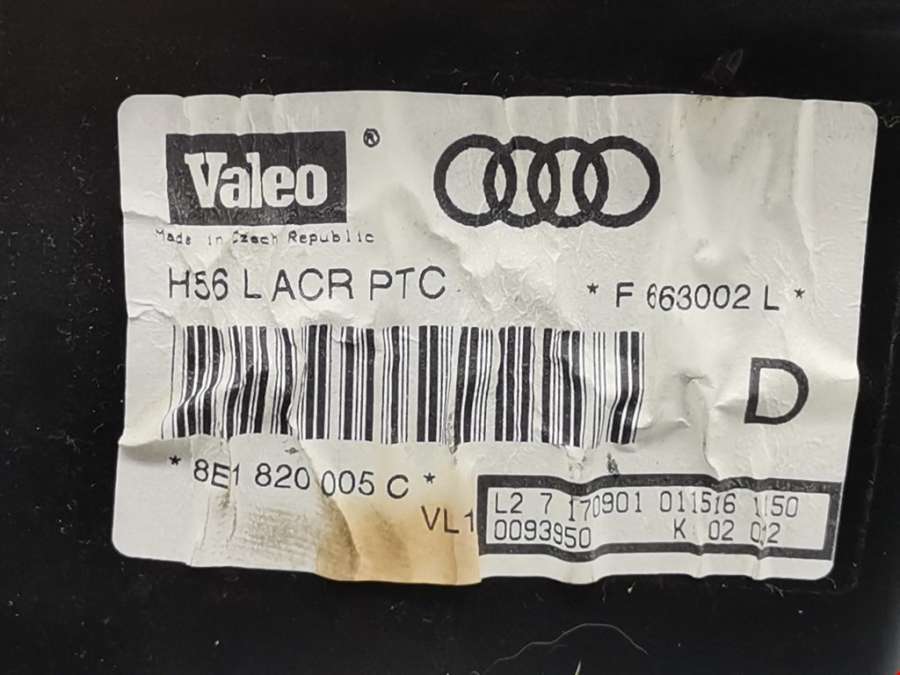 Valeo ®
Made in Czech Republic
H56 L ACR PTC
* F 663002 L *
D
* 8E1 820 005 C *
VL1
L2 7 170901 011516 1150
0093950 K 02 02